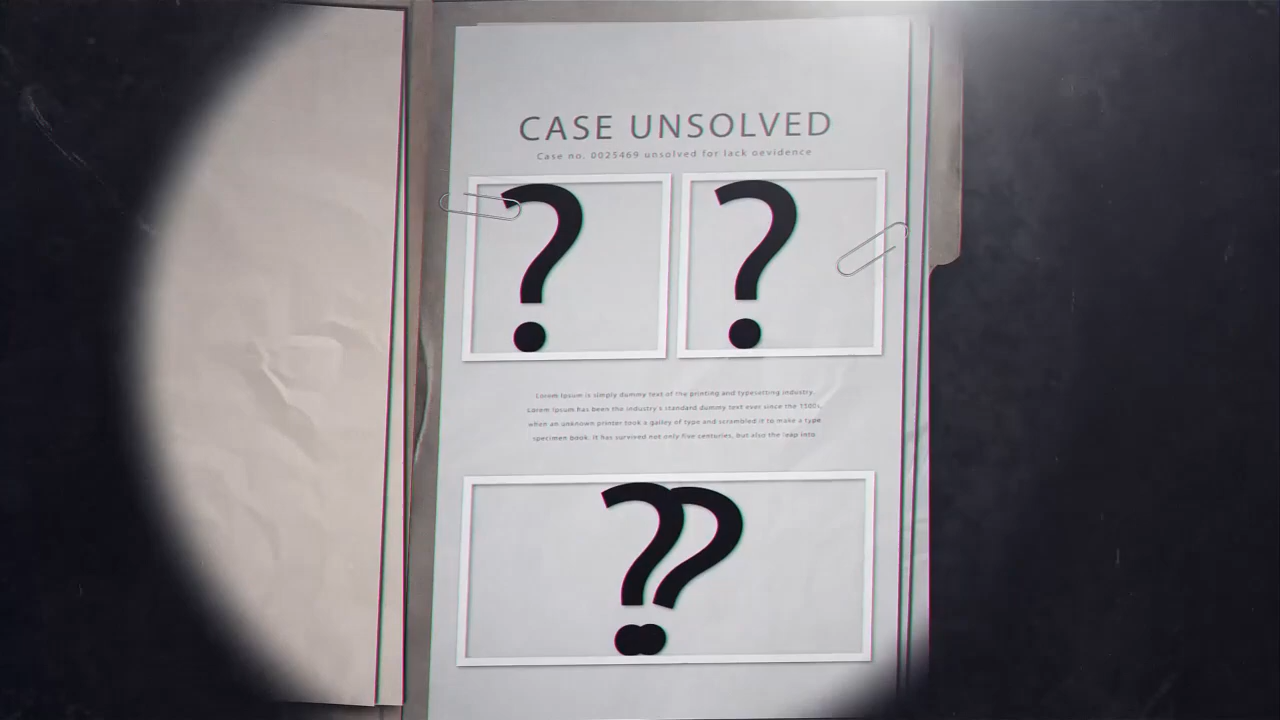 CASE UNSOLVED
Case no. 0025469 unsolved for lack oevidence
?
?
Lorem Ipsum is simply dummy text of the printing and typesetting industry.
Lorem Ipsum has been the industry's standard dummy text ever since the 1500s,
when an unknown printer took a galley of type and scrambled it to make a type
specimen book. It has survived not only five centuries, but also the leap into
??